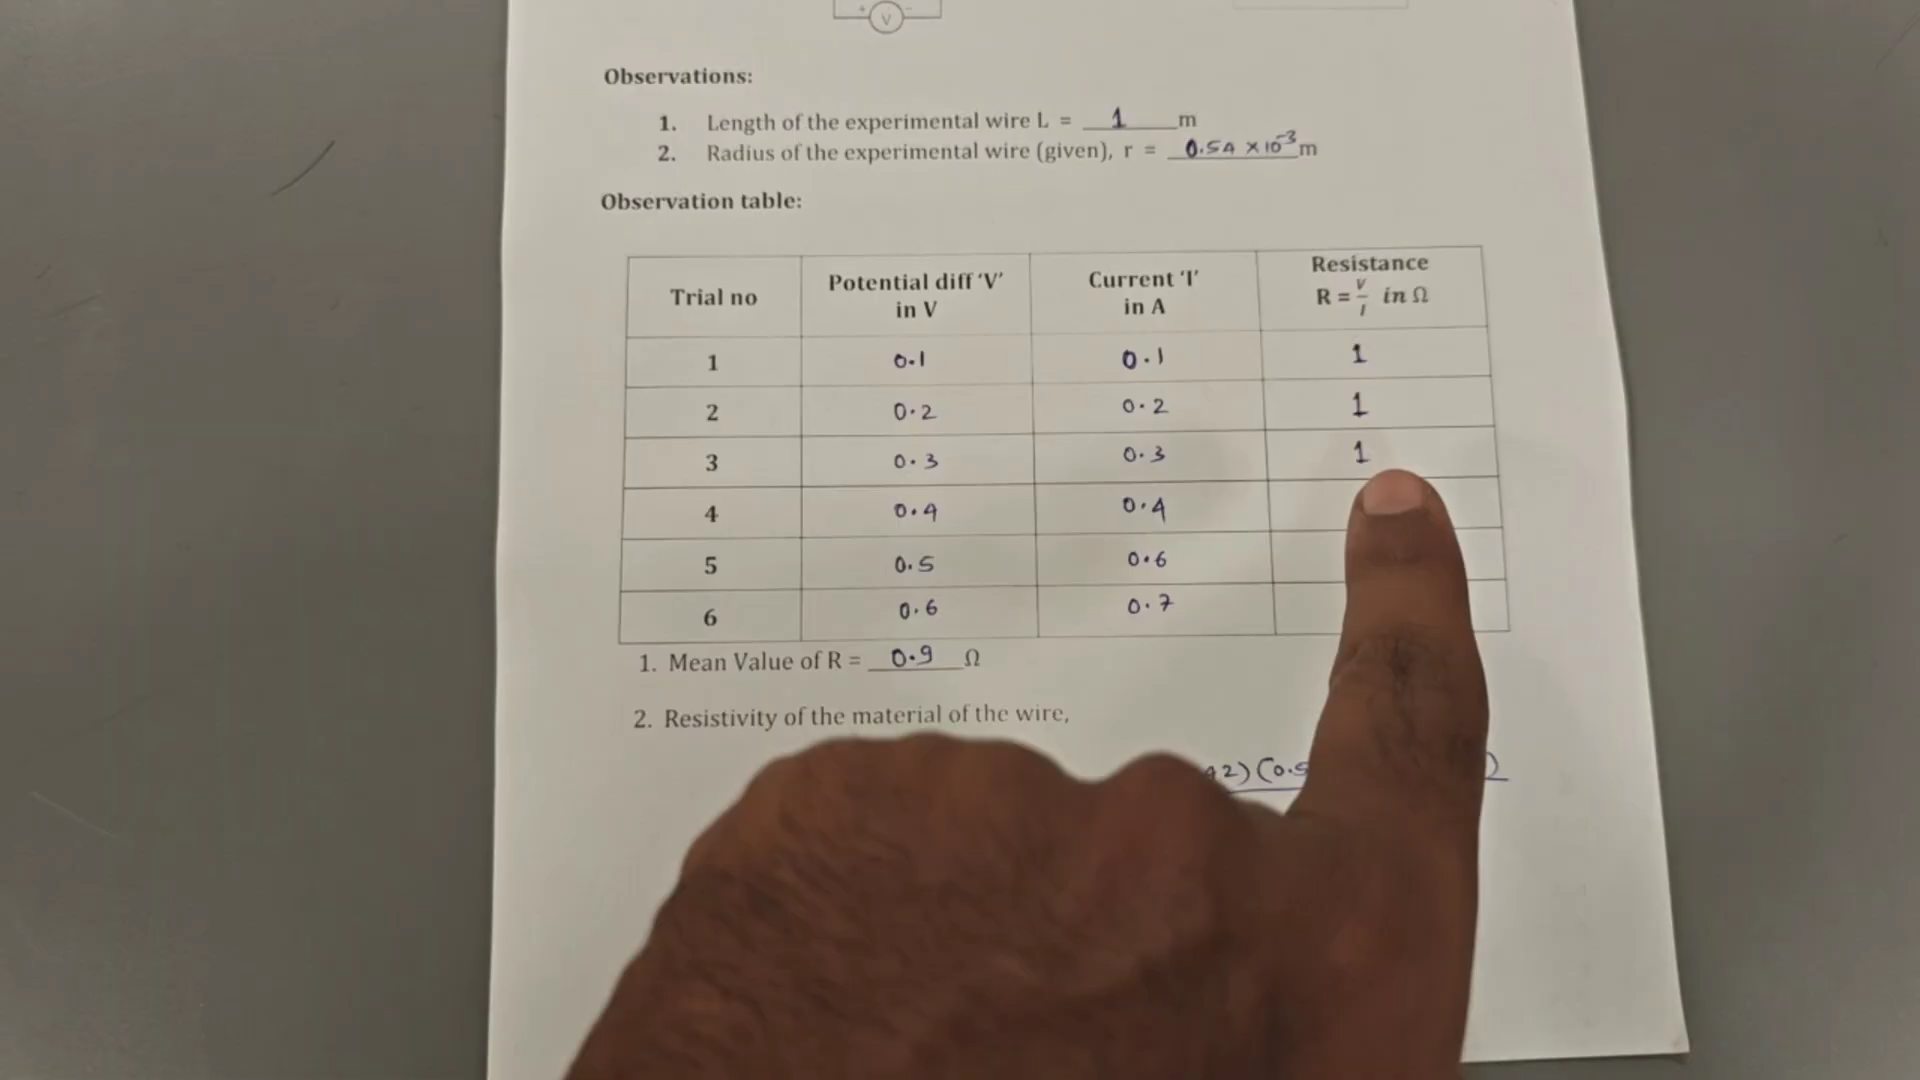 + V -
Observations:
1. Length of the experimental wire L = 1 m
2. Radius of the experimental wire (given), r = 0.54 × 10⁻³ m
Observation table:
Trial no Potential diff 'V' in V Current 'I' in A Resistance R = V/I in Ω
1 0.1 0.1 1
2 0.2 0.2 1
3 0.3 0.3 1
4 0.4 0.4
5 0.5 0.6
6 0.6 0.7
1. Mean Value of R = 0.9 Ω
2. Resistivity of the material of the wire,
2) (0.5